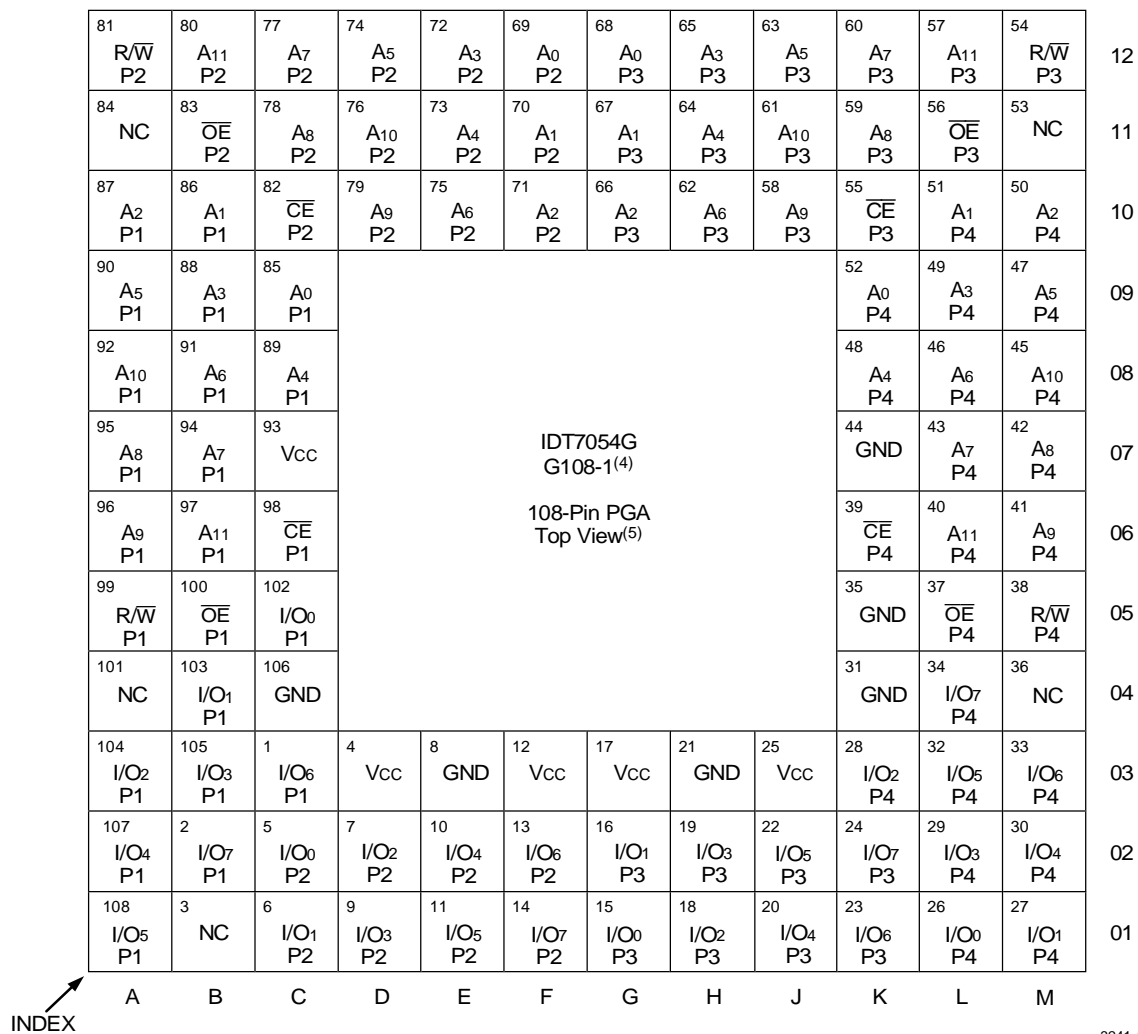 81 80 77 74 72 69 68 65 63 60 57 54
R/W̅ A11 A7 A5 A3 A0 A0 A3 A5 A7 A11 R/W̅ 12
P2 P2 P2 P2 P2 P2 P3 P3 P3 P3 P3 P3
84 83 78 76 73 70 67 64 61 59 56 53
NC O̅E̅ A8 A10 A4 A1 A1 A4 A10 A8 O̅E̅ NC 11
P2 P2 P2 P2 P2 P3 P3 P3 P3 P3
87 86 82 79 75 71 66 62 58 55 51 50
A2 A1 C̅E̅ A9 A6 A2 A2 A6 A9 C̅E̅ A1 A2 10
P1 P1 P2 P2 P2 P2 P3 P3 P3 P3 P4 P4
90 88 85 52 49 47
A5 A3 A0 A0 A3 A5 09
P1 P1 P1 P4 P4 P4
92 91 89 48 46 45
A10 A6 A4 A4 A6 A10 08
P1 P1 P1 P4 P4 P4
95 94 93 44 43 42
A8 A7 VCC IDT7054G GND A7 A8 07
P1 P1 G108-1(4) P4 P4
96 97 98 108-Pin PGA 39 40 41
A9 A11 C̅E̅ Top View(5) C̅E̅ A11 A9 06
P1 P1 P1 P4 P4 P4
99 100 102 35 37 38
R/W̅ O̅E̅ I/O0 GND O̅E̅ R/W̅ 05
P1 P1 P1 P4 P4
101 103 106 31 34 36
NC I/O1 GND GND I/O7 NC 04
P1 P4
104 105 1 4 8 12 17 21 25 28 32 33
I/O2 I/O3 I/O6 VCC GND VCC VCC GND VCC I/O2 I/O5 I/O6 03
P1 P1 P1 P4 P4 P4
107 2 5 7 10 13 16 19 22 24 29 30
I/O4 I/O7 I/O0 I/O2 I/O4 I/O6 I/O1 I/O3 I/O5 I/O7 I/O3 I/O4 02
P1 P1 P2 P2 P2 P2 P3 P3 P3 P3 P4 P4
108 3 6 9 11 14 15 18 20 23 26 27
I/O5 NC I/O1 I/O3 I/O5 I/O7 I/O0 I/O2 I/O4 I/O6 I/O0 I/O1 01
P1 P2 P2 P2 P2 P3 P3 P3 P3 P4 P4
A B C D E F G H J K L M
INDEX